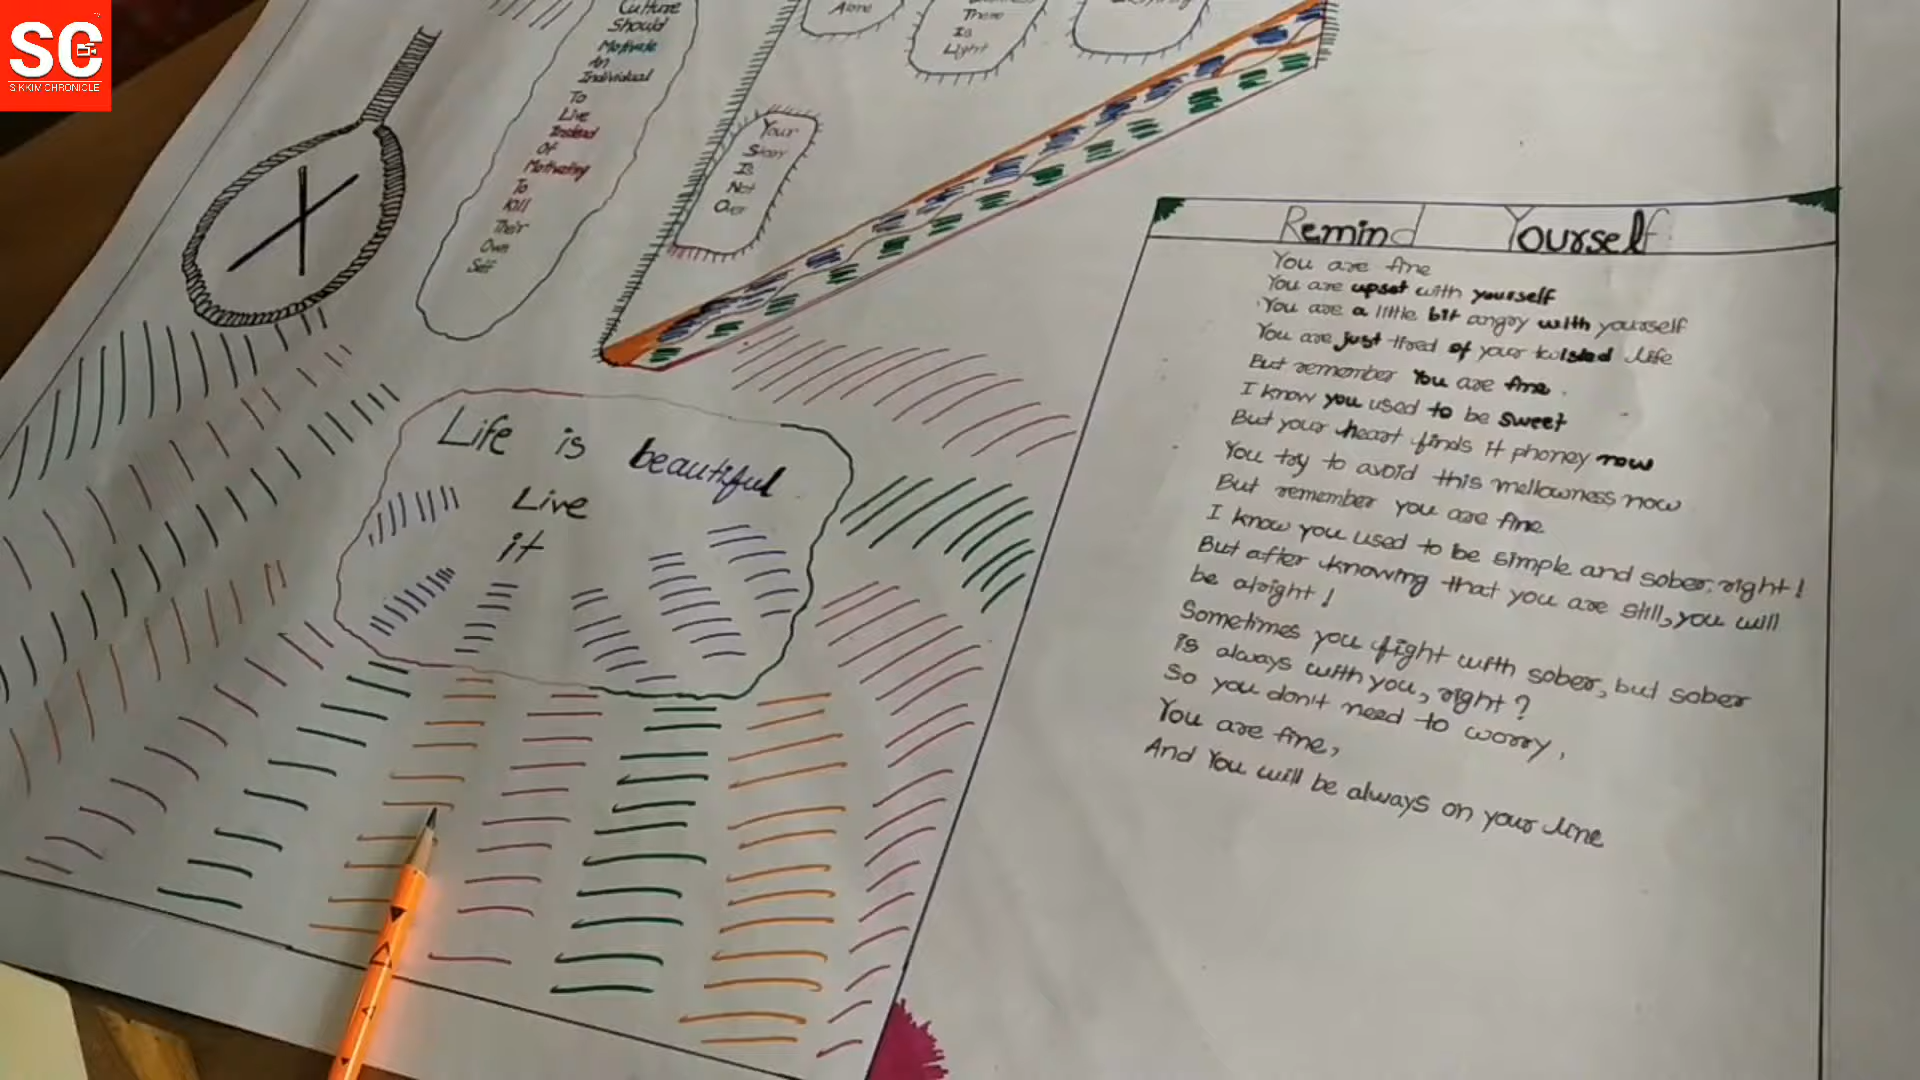 SC
SIKKIM CHRONICLE
Culture
Should
Motivate
An
Individual
To
Live
Instead
Of
Motivating
To
Kill
Their
Own
Self
Alone
There
Is
Light
Your
Story
Is
Not
Over
Life is beautiful
Live
it
Remind Yourself
You are fine
You are upset with yourself
You are a little bit angry with yourself
You are just tired of your twisted life
But remember You are fine.
I know you used to be sweet
But your heart finds it phoney now
You try to avoid this mellowness now
But remember you are fine
I know you used to be simple and sober, right!
But after knowing that you are still, you will
be alright!
Sometimes you fight with sober, but sober
is always with you, right?
So you don't need to worry,
You are fine,
And You will be always on your line